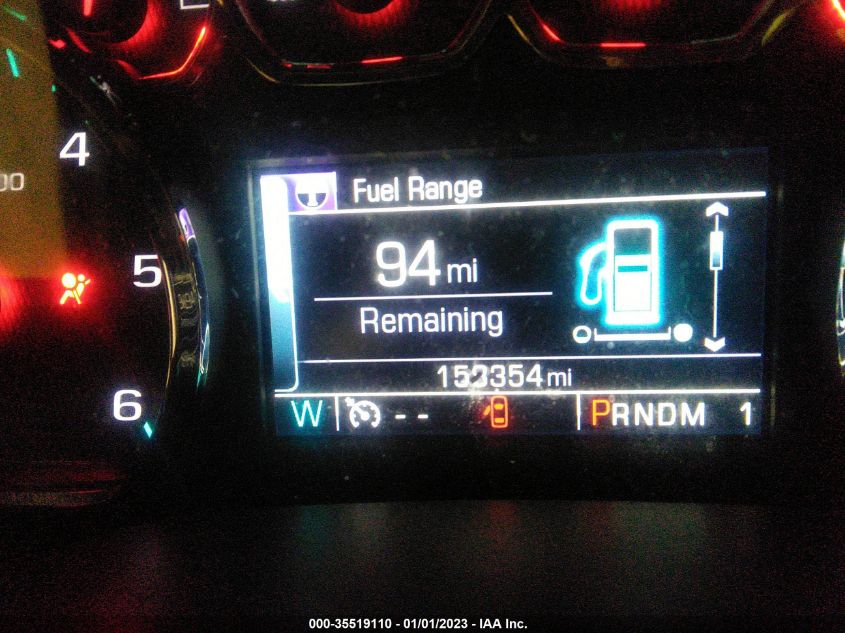 Fuel Range
4
00
94 mi
5
Remaining
153354 mi
6
W -- PRNDM 1
000-35519110 - 01/01/2023 - IAA Inc.